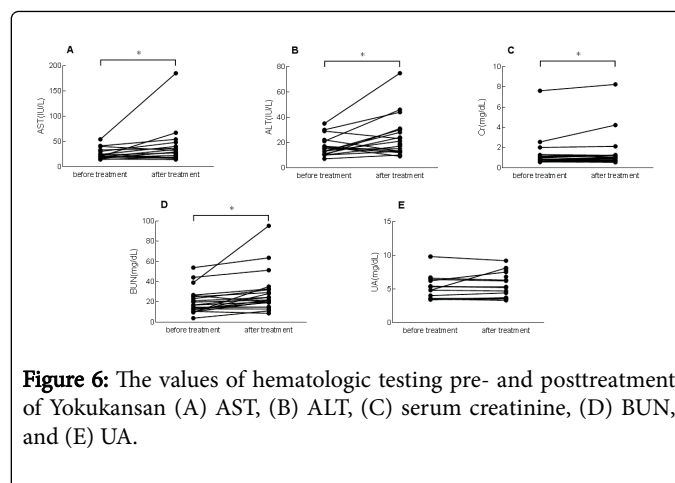 A
*
200
150
100
50
0
AST(IU/L)
before treatment
after treatment
B
*
80
60
40
20
0
ALT(IU/L)
before treatment
after treatment
C
*
10
8
6
4
2
0
Cr(mg/dL)
before treatment
after treatment
D
*
100
80
60
40
20
0
BUN(mg/dL)
before treatment
after treatment
E
15
10
5
0
UA(mg/dL)
before treatment
after treatment
Figure 6: The values of hematologic testing pre- and posttreatment
of Yokukansan (A) AST, (B) ALT, (C) serum creatinine, (D) BUN,
and (E) UA.